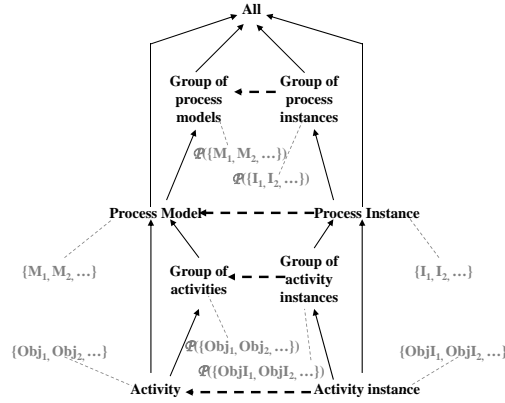 All
Group of
process
models
Group of
process
instances
𝒫({M₁, M₂, …})
𝒫({I₁, I₂, …})
Process Model
Process Instance
{M₁, M₂, …}
{I₁, I₂, …}
Group of
activities
Group of
activity
instances
{Obj₁, Obj₂, …}
𝒫({Obj₁, Obj₂, …})
{ObjI₁, ObjI₂, …}
𝒫({ObjI₁, ObjI₂, …})
Activity
Activity instance